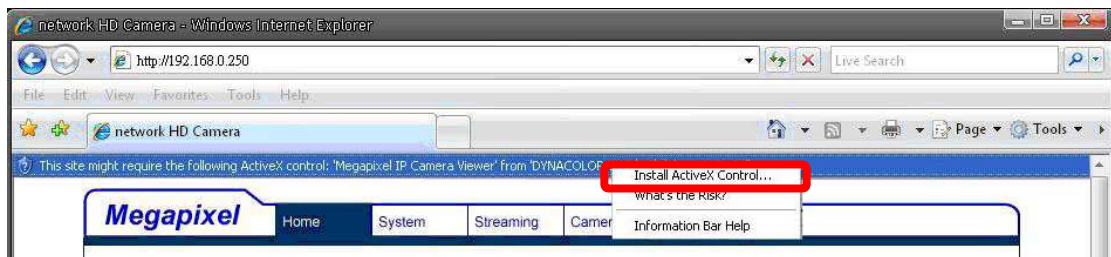 network HD Camera - Windows Internet Explorer
http://192.168.0.250
Live Search
File Edit View Favorites Tools Help
network HD Camera
Page Tools
This site might require the following ActiveX control: 'Megapixel IP Camera Viewer' from 'DYNACOLOR
Install ActiveX Control...
What's the Risk?
Information Bar Help
Megapixel
Home System Streaming Camer